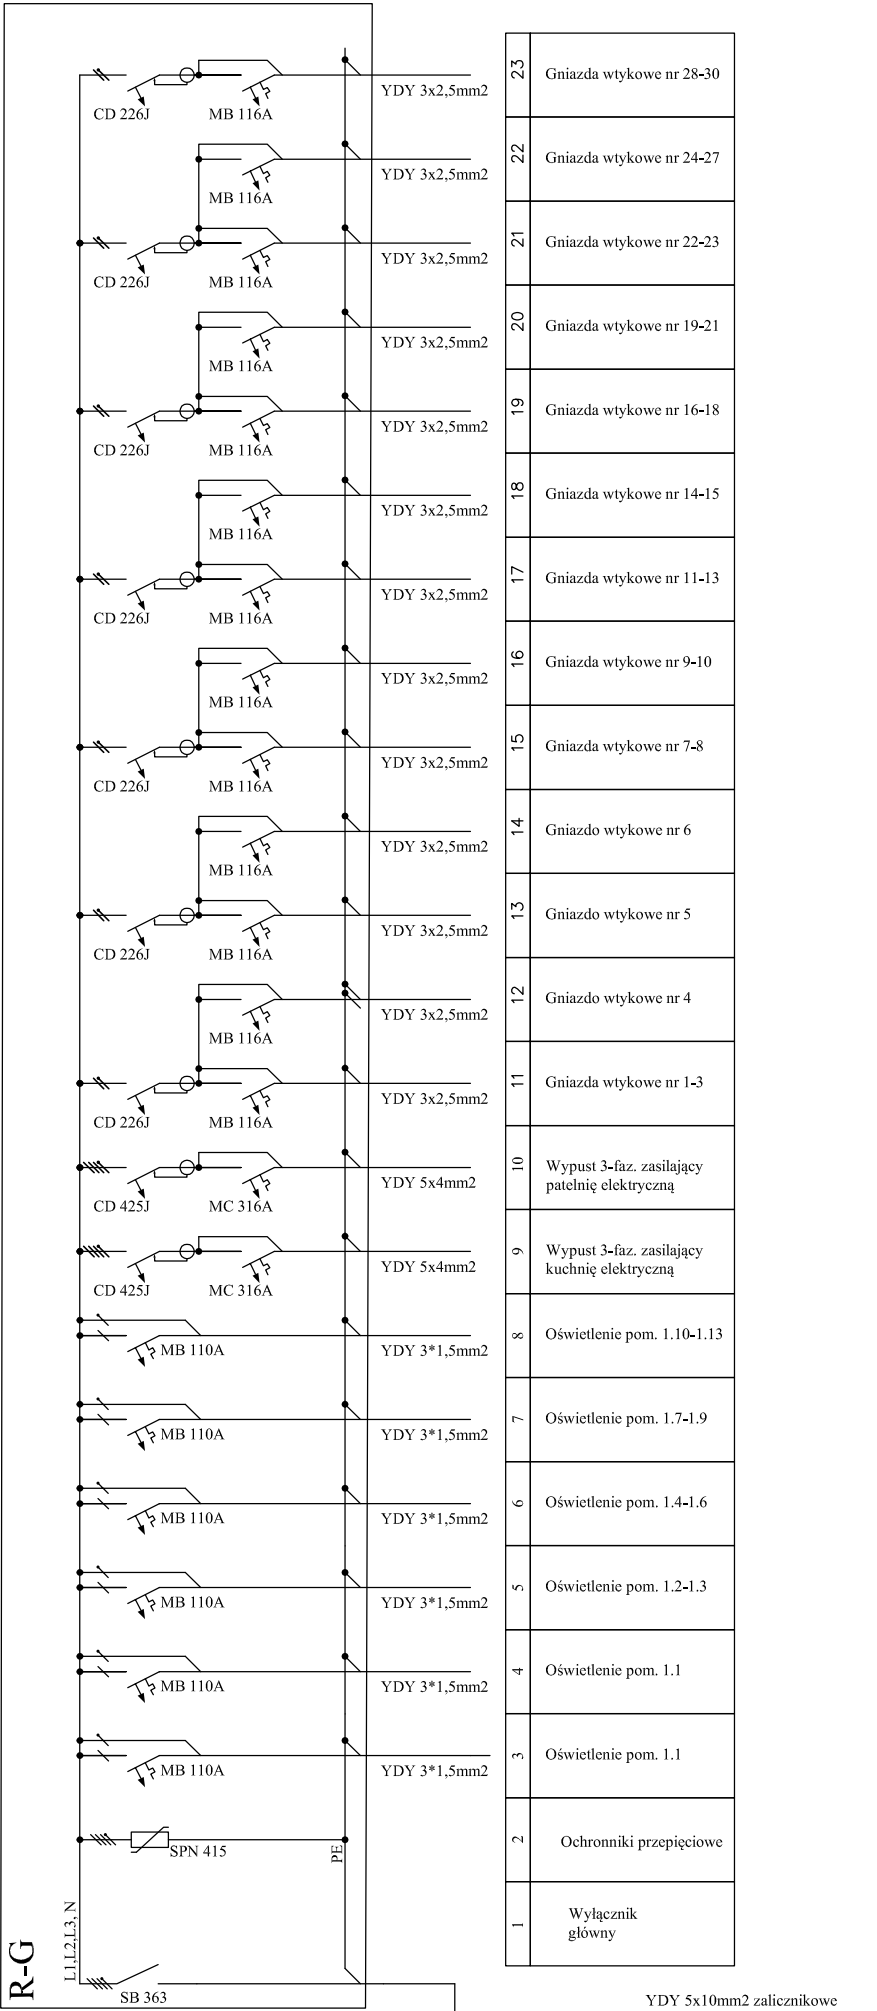 23 Gniazda wtykowe nr 28-30
CD 226J MB 116A YDY 3x2,5mm2
22 Gniazda wtykowe nr 24-27
MB 116A YDY 3x2,5mm2
21 Gniazda wtykowe nr 22-23
CD 226J MB 116A YDY 3x2,5mm2
20 Gniazda wtykowe nr 19-21
MB 116A YDY 3x2,5mm2
19 Gniazda wtykowe nr 16-18
CD 226J MB 116A YDY 3x2,5mm2
18 Gniazda wtykowe nr 14-15
MB 116A YDY 3x2,5mm2
17 Gniazda wtykowe nr 11-13
CD 226J MB 116A YDY 3x2,5mm2
16 Gniazda wtykowe nr 9-10
MB 116A YDY 3x2,5mm2
15 Gniazda wtykowe nr 7-8
CD 226J MB 116A YDY 3x2,5mm2
14 Gniazdo wtykowe nr 6
MB 116A YDY 3x2,5mm2
13 Gniazdo wtykowe nr 5
CD 226J MB 116A YDY 3x2,5mm2
12 Gniazdo wtykowe nr 4
MB 116A YDY 3x2,5mm2
11 Gniazda wtykowe nr 1-3
CD 226J MB 116A YDY 3x2,5mm2
10 Wypust 3-faz. zasilający
patelnię elektryczną
CD 425J MC 316A YDY 5x4mm2
9 Wypust 3-faz. zasilający
kuchnię elektryczną
CD 425J MC 316A YDY 5x4mm2
8 Oświetlenie pom. 1.10-1.13
MB 110A YDY 3*1,5mm2
7 Oświetlenie pom. 1.7-1.9
MB 110A YDY 3*1,5mm2
6 Oświetlenie pom. 1.4-1.6
MB 110A YDY 3*1,5mm2
5 Oświetlenie pom. 1.2-1.3
MB 110A YDY 3*1,5mm2
4 Oświetlenie pom. 1.1
MB 110A YDY 3*1,5mm2
3 Oświetlenie pom. 1.1
MB 110A YDY 3*1,5mm2
2 Ochronniki przepięciowe
SPN 415 PE
1 Wyłącznik
główny
L1,L2,L3, N
R-G
SB 363
YDY 5x10mm2 zalicznikowe